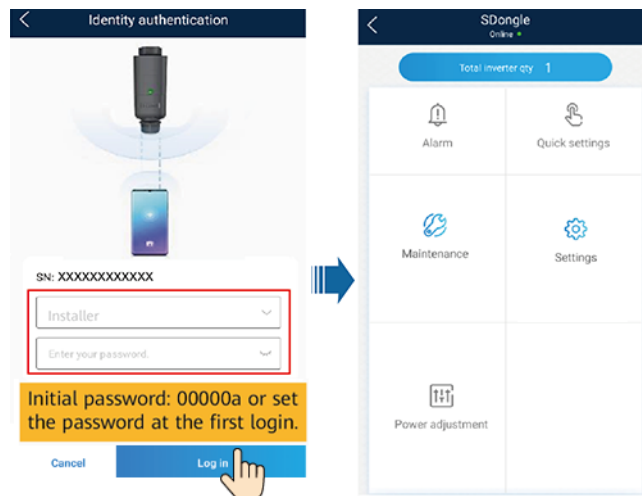 Identity authentication
SN: XXXXXXXXXXXX
Installer
Enter your password.
Initial password: 00000a or set
the password at the first login.
Cancel
Log in
SDongle
Online
Total inverter qty 1
Alarm
Quick settings
Maintenance
Settings
Power adjustment